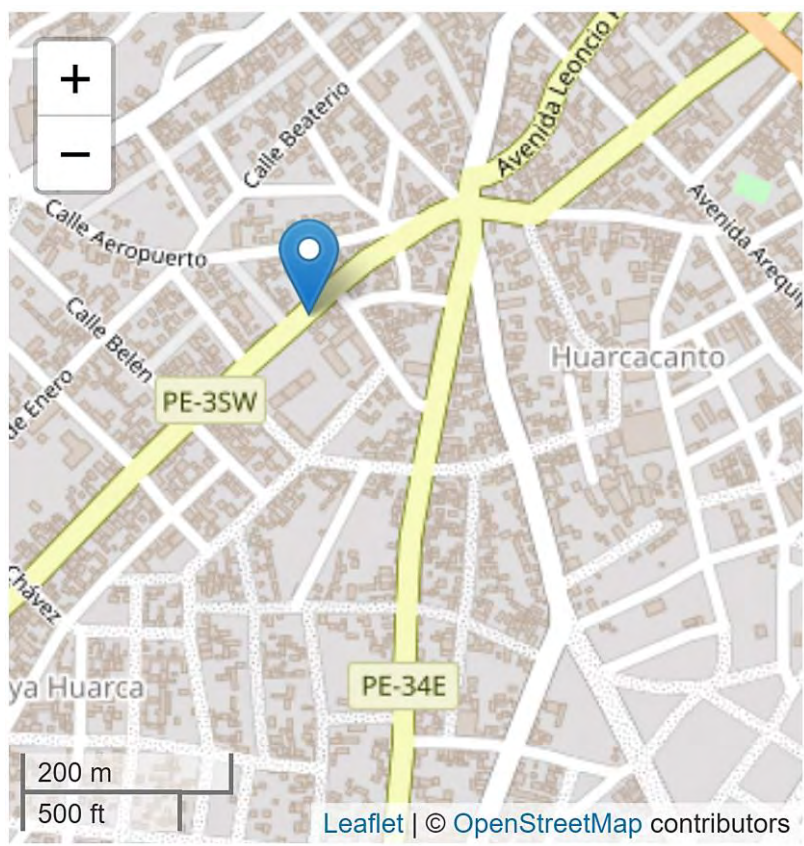 +
Avenida Leoncio
−
Calle Beaterio
Calle Aeropuerto
Avenida Arequip
Calle Belén
Huarcacanto
PE-3SW
de Enero
Chávez
ya Huarca
PE-34E
200 m
500 ft
Leaflet | © OpenStreetMap contributors